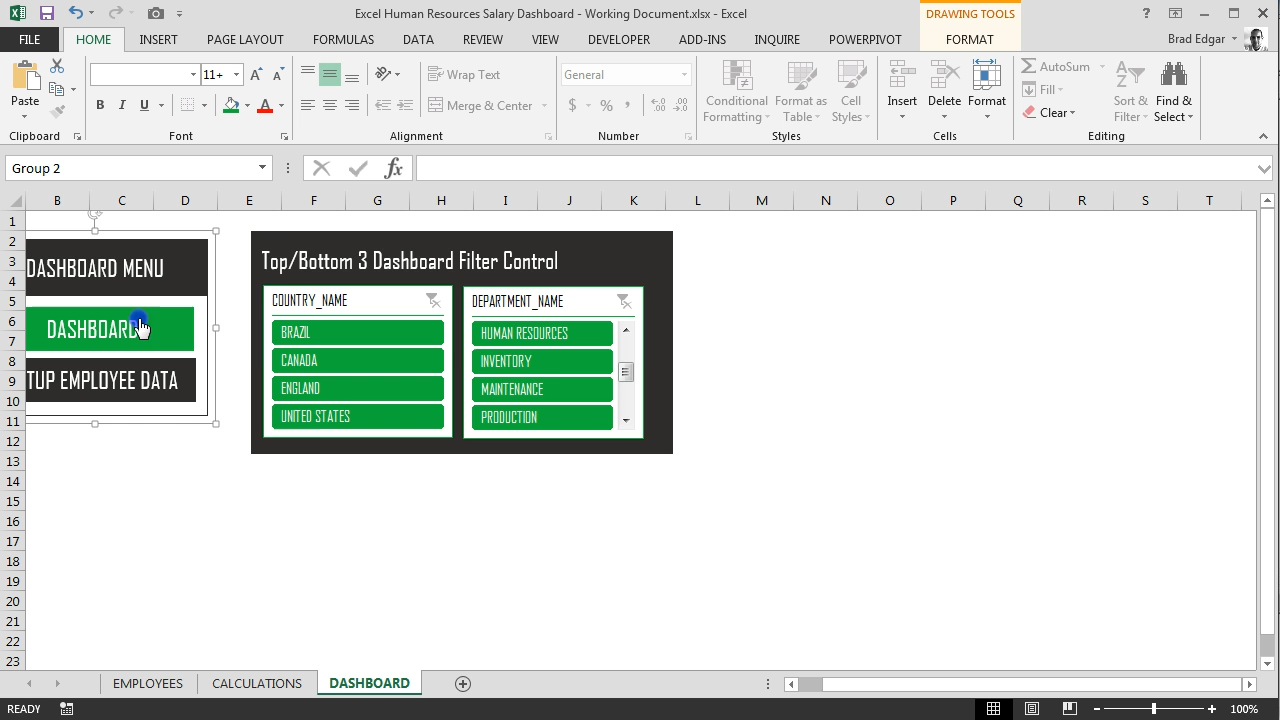 Excel Human Resources Salary Dashboard - Working Document.xlsx - Excel
DRAWING TOOLS
FILE HOME INSERT PAGE LAYOUT FORMULAS DATA REVIEW VIEW DEVELOPER ADD-INS INQUIRE POWERPIVOT FORMAT Brad Edgar
Paste
11+
Wrap Text
General
AutoSum
Fill
Clear
B I U
Merge & Center
$ % ,
Conditional Formatting
Format as Table
Cell Styles
Insert Delete Format
Sort & Filter
Find & Select
Clipboard Font Alignment Number Styles Cells Editing
Group 2
fx
B C D E F G H I J K L M N O P Q R S T
1
2
3
4
5
6
7
8
9
10
11
12
13
14
15
16
17
18
19
20
21
22
23
DASHBOARD MENU
DASHBOARD
TUP EMPLOYEE DATA
Top/Bottom 3 Dashboard Filter Control
COUNTRY_NAME
BRAZIL
CANADA
ENGLAND
UNITED STATES
DEPARTMENT_NAME
HUMAN RESOURCES
INVENTORY
MAINTENANCE
PRODUCTION
EMPLOYEES CALCULATIONS DASHBOARD
READY
100%